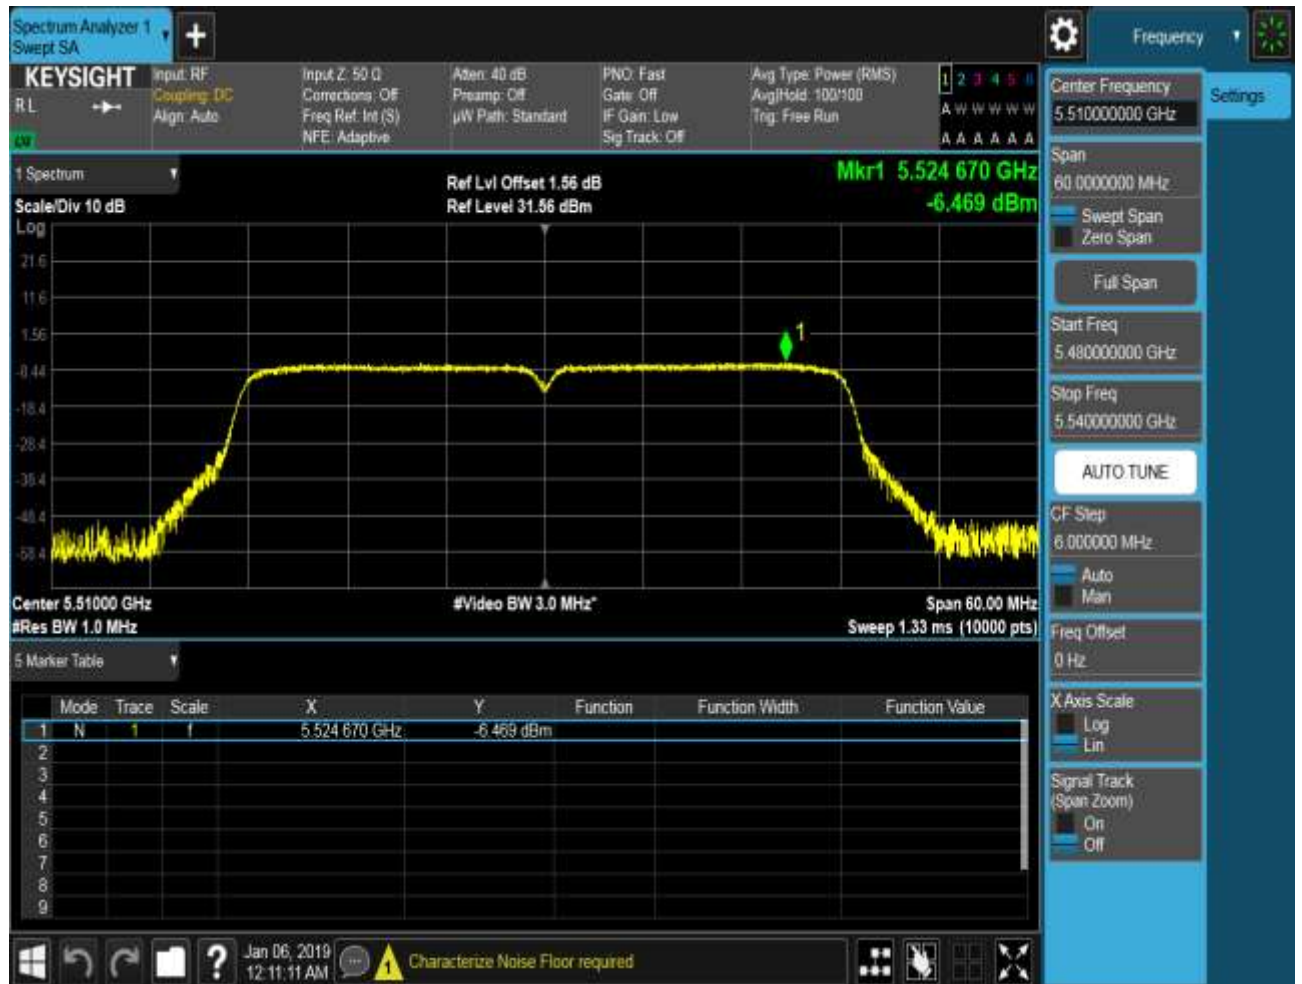 Spectrum Analyzer 1
Swept SA
+
Frequency
KEYSIGHT
RL
Input: RF
Coupling: DC
Align: Auto
Input Z: 50 Ω
Corrections: Off
Freq Ref: Int (S)
NFE: Adaptive
Atten: 40 dB
Preamp: Off
µW Path: Standard
PNO: Fast
Gate: Off
IF Gain: Low
Sig Track: Off
Avg Type: Power (RMS)
Avg|Hold: 100/100
Trig: Free Run
1 2 3 4 5 6
A W W W W W
A A A A A A
1 Spectrum
Scale/Div 10 dB
Ref Lvl Offset 1.56 dB
Ref Level 31.56 dBm
Mkr1 5.524 670 GHz
-6.469 dBm
Log
21.6
11.6
1.56
-8.44
-18.4
-28.4
-38.4
-48.4
-58.4
1
Center 5.51000 GHz
#Res BW 1.0 MHz
#Video BW 3.0 MHz*
Span 60.00 MHz
Sweep 1.33 ms (10000 pts)
5 Marker Table
Mode Trace Scale X Y Function Function Width Function Value
1 N 1 f 5.524 670 GHz -6.469 dBm
2
3
4
5
6
7
8
9
Jan 06, 2019
12:11:11 AM
Characterize Noise Floor required
Settings
Center Frequency
5.510000000 GHz
Span
60.0000000 MHz
Swept Span
Zero Span
Full Span
Start Freq
5.480000000 GHz
Stop Freq
5.540000000 GHz
AUTO TUNE
CF Step
6.000000 MHz
Auto
Man
Freq Offset
0 Hz
X Axis Scale
Log
Lin
Signal Track
(Span Zoom)
On
Off